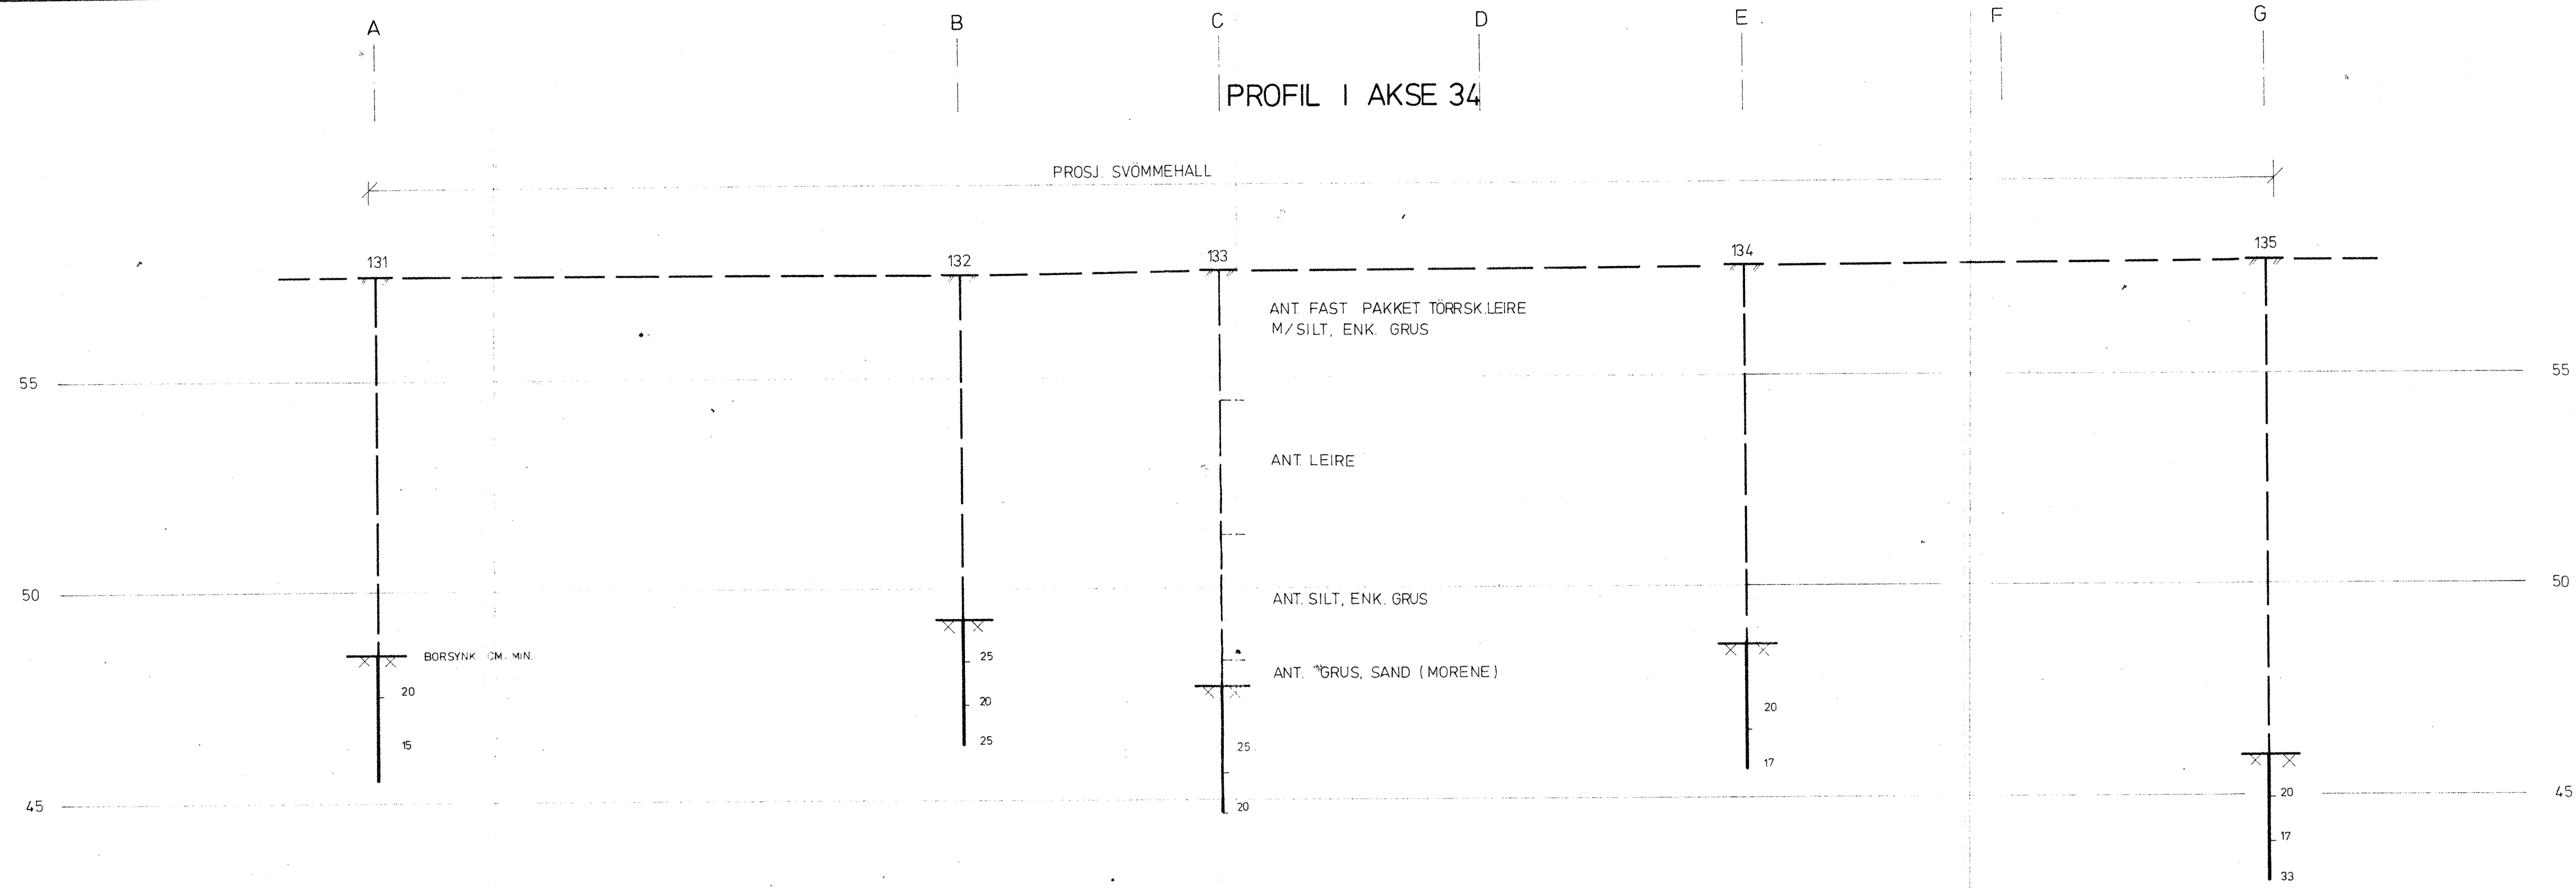 A
B
C
D
E
F
G
PROFIL I AKSE 34
PROSJ. SVÖMMEHALL
131
132
133
134
135
ANT. FAST PAKKET TÖRRSK.LEIRE
M/SILT, ENK. GRUS
55
55
ANT. LEIRE
50
50
ANT. SILT, ENK. GRUS
BORSYNK CM. MIN.
ANT. GRUS, SAND (MORENE)
20
15
25
20
25
25
20
20
17
45
45
20
17
33